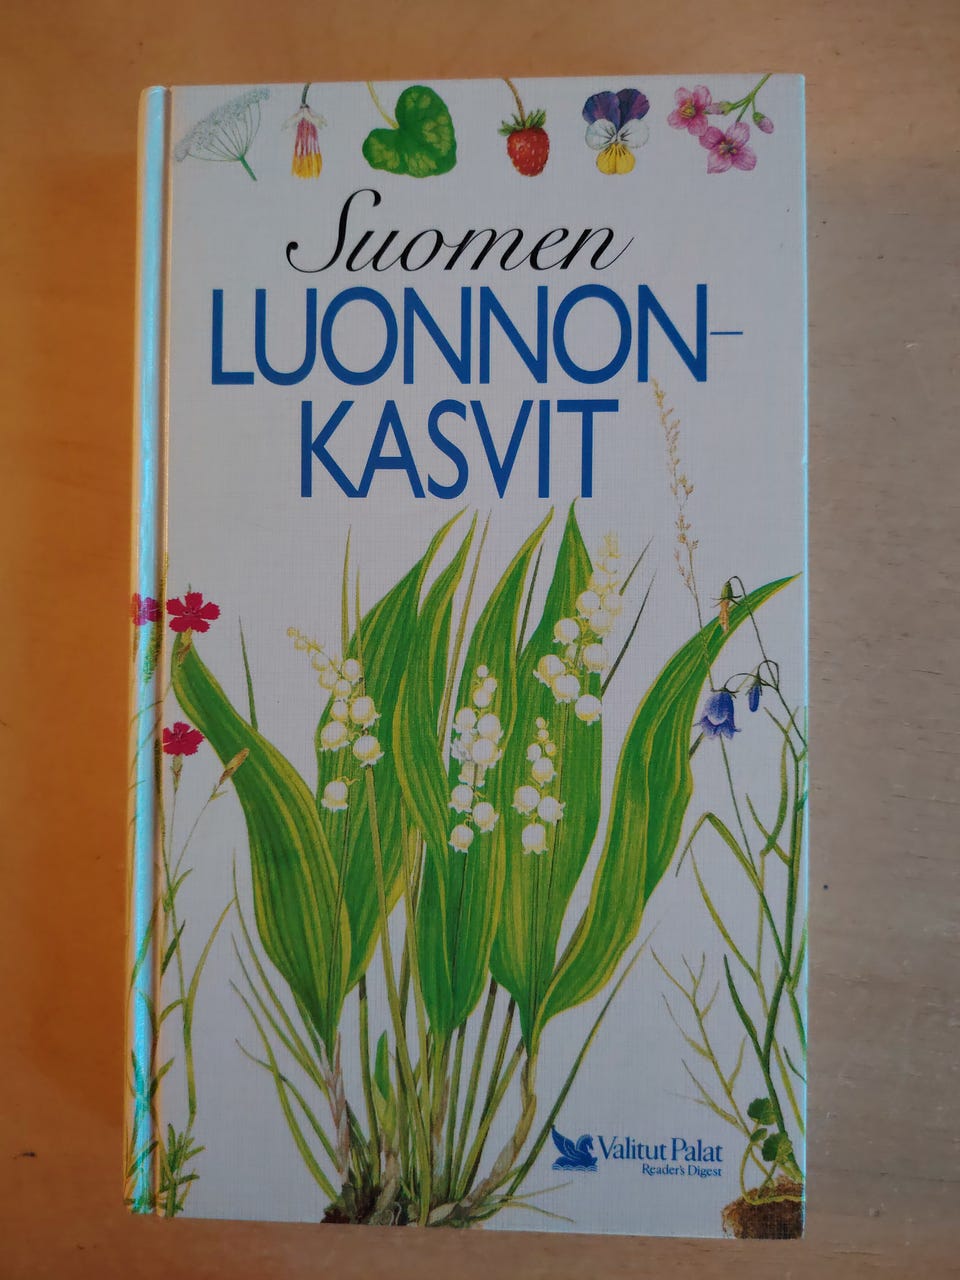 Suomen
LUONNON-
KASVIT
Valitut Palat
Reader's Digest